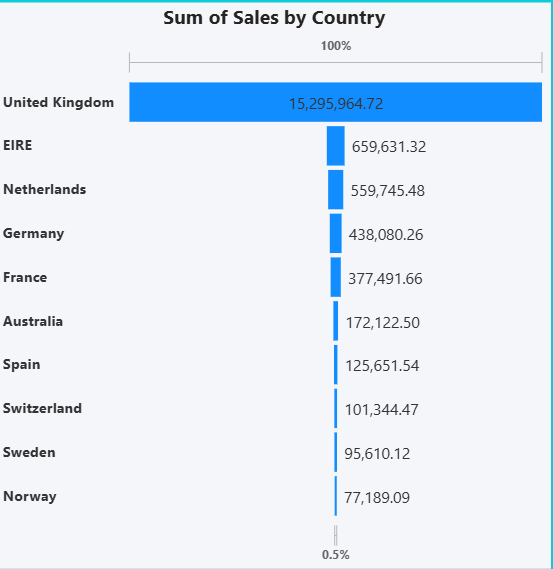 Sum of Sales by Country
100%
United Kingdom 15,295,964.72
EIRE 659,631.32
Netherlands 559,745.48
Germany 438,080.26
France 377,491.66
Australia 172,122.50
Spain 125,651.54
Switzerland 101,344.47
Sweden 95,610.12
Norway 77,189.09
0.5%